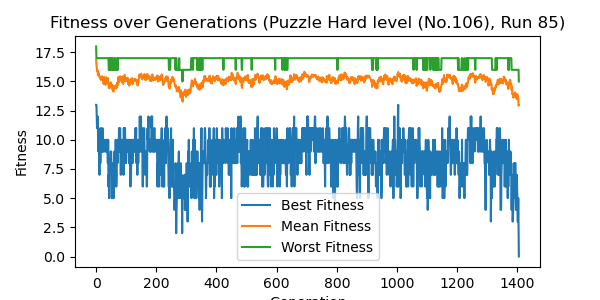 Fitness over Generations (Puzzle Hard level (No.106), Run 85)
Fitness
17.5
15.0
12.5
10.0
7.5
5.0
2.5
0.0
Best Fitness
Mean Fitness
Worst Fitness
0 200 400 600 800 1000 1200 1400
Generation